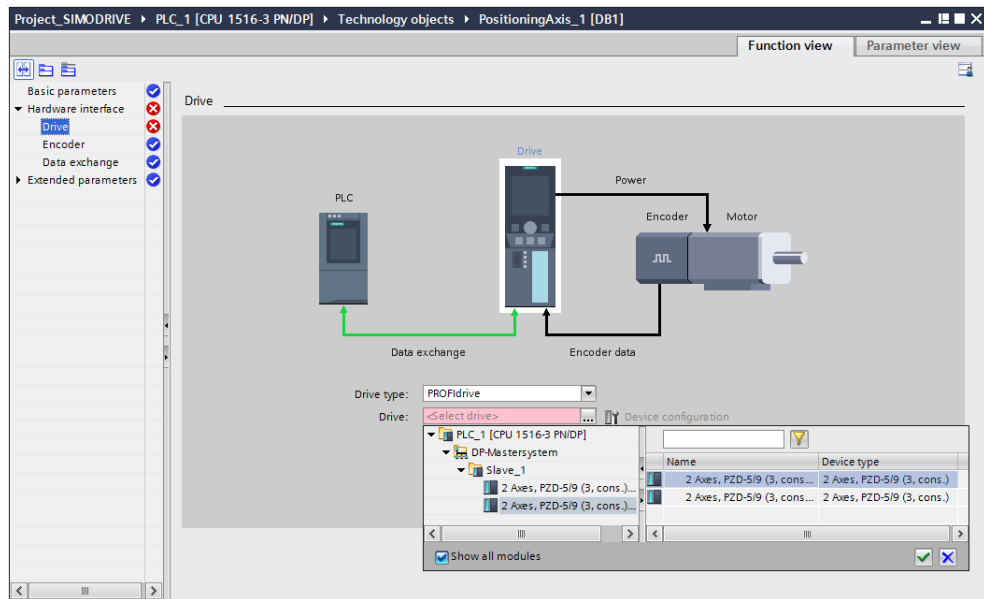 Project_SIMODRIVE ▸ PLC_1 [CPU 1516-3 PN/DP] ▸ Technology objects ▸ PositioningAxis_1 [DB1]
Function view
Parameter view
Basic parameters
Hardware interface
Drive
Encoder
Data exchange
Extended parameters
Drive
Drive
Power
PLC
Encoder
Motor
Data exchange
Encoder data
Drive type: PROFIdrive
Drive: <Select drive> ... Device configuration
PLC_1 [CPU 1516-3 PN/DP]
DP-Mastersystem
Slave_1
2 Axes, PZD-5/9 (3, cons.)...
2 Axes, PZD-5/9 (3, cons.)...
Name Device type
2 Axes, PZD-5/9 (3, cons... 2 Axes, PZD-5/9 (3, cons.)
2 Axes, PZD-5/9 (3, cons... 2 Axes, PZD-5/9 (3, cons.)
Show all modules